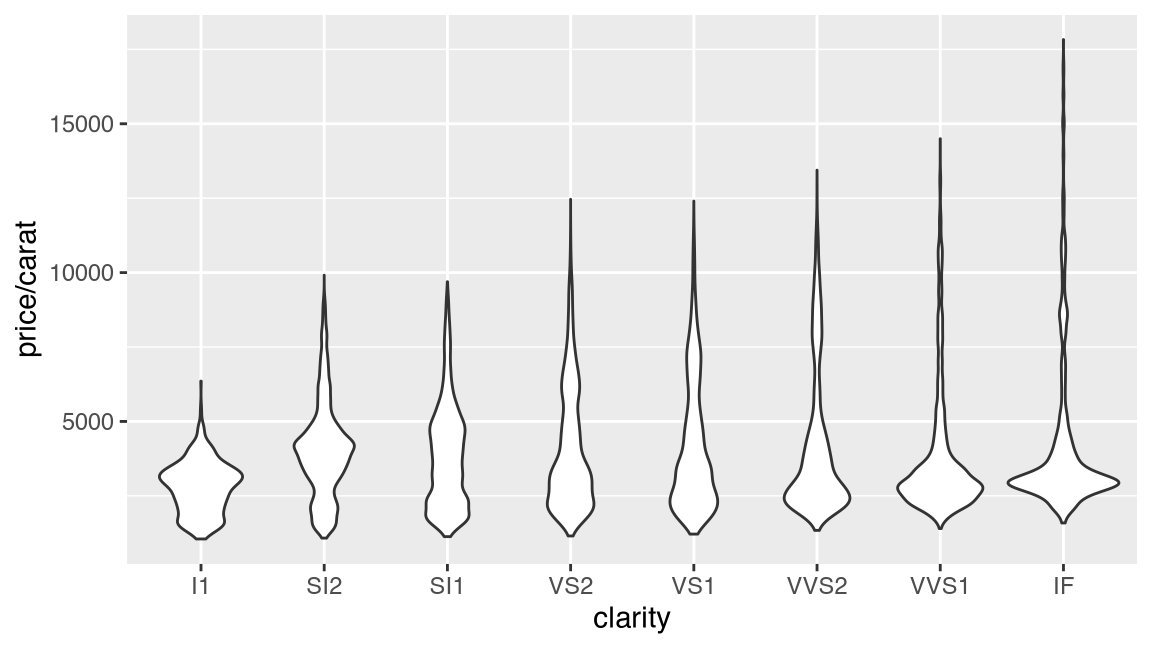 price/carat
15000
10000
5000
I1 SI2 SI1 VS2 VS1 VVS2 VVS1 IF
clarity